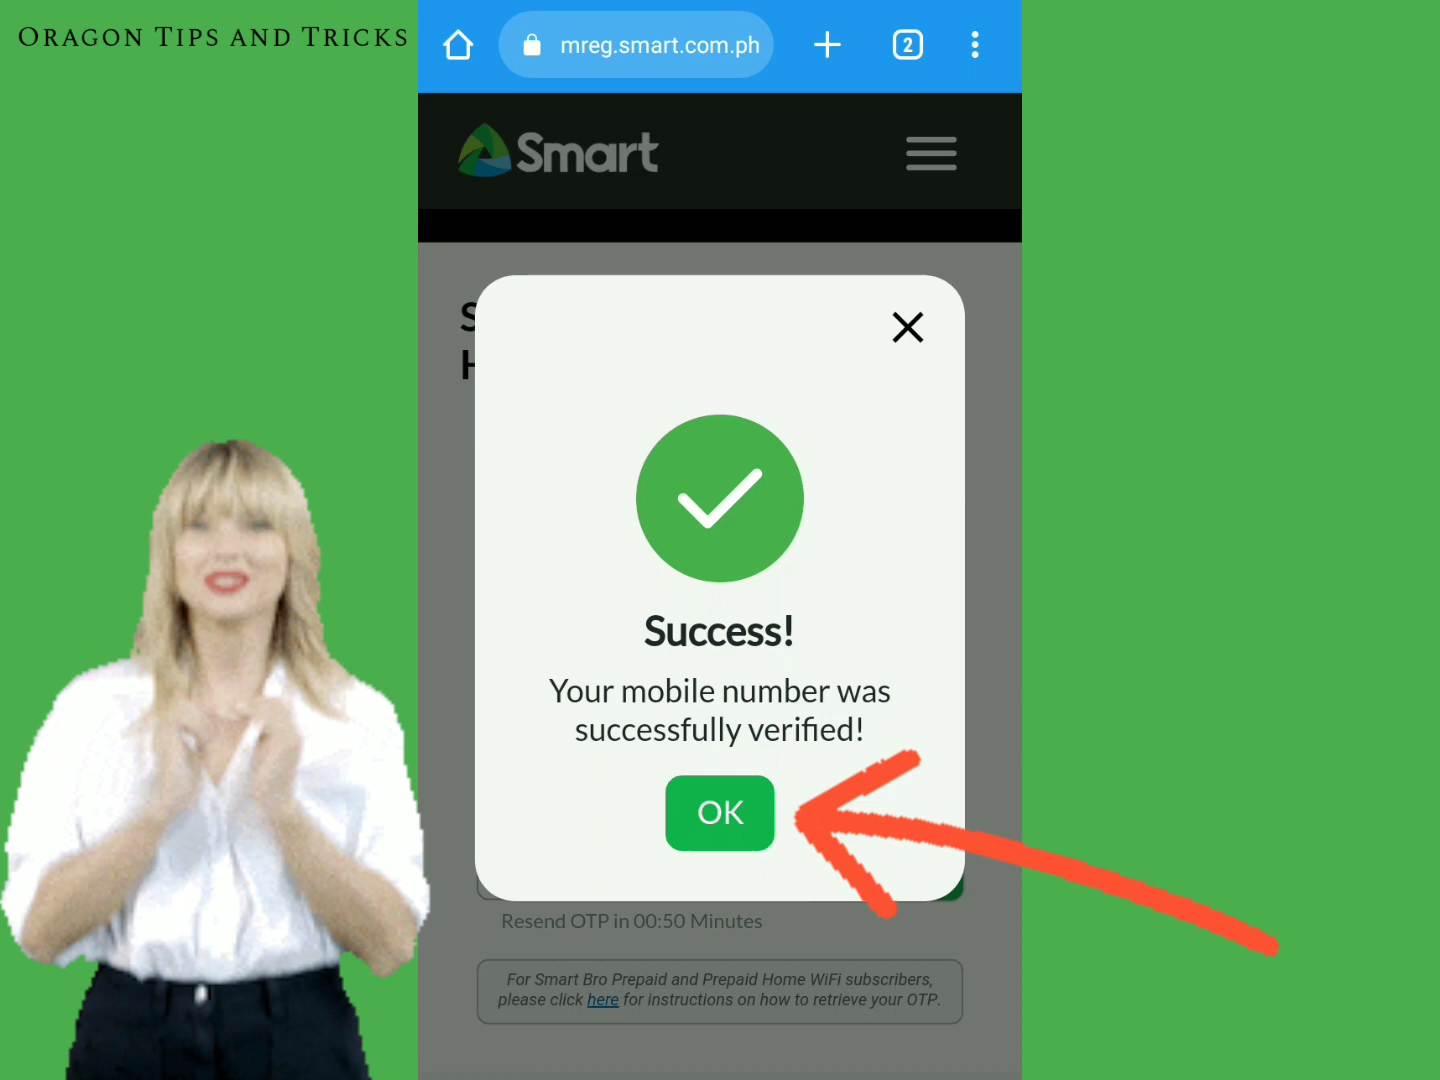 Oragon Tips and Tricks
mreg.smart.com.ph
2
Smart
S
H
Success!
Your mobile number was
successfully verified!
OK
Resend OTP in 00:50 Minutes
For Smart Bro Prepaid and Prepaid Home WiFi subscribers,
please click here for instructions on how to retrieve your OTP.